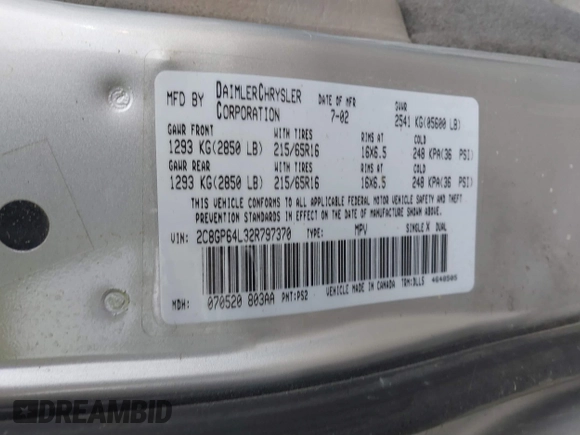 MFD BY DAIMLERCHRYSLER CORPORATION
DATE OF MFR 7-02
GVWR 2541 KG(05600 LB)
GAWR FRONT WITH TIRES RIMS AT COLD
1293 KG(2850 LB) 215/65R16 16X6.5 248 KPA(36 PSI)
GAWR REAR WITH TIRES RIMS AT COLD
1293 KG(2850 LB) 215/65R16 16X6.5 248 KPA(36 PSI)
THIS VEHICLE CONFORMS TO ALL APPLICABLE FEDERAL MOTOR VEHICLE SAFETY AND THEFT
PREVENTION STANDARDS IN EFFECT ON THE DATE OF MANUFACTURE SHOWN ABOVE.
VIN: 2C8GP64L32R797370 TYPE: MPV SINGLE X DUAL
MDH: 070520 803AA PNT:PS2 VEHICLE MADE IN CANADA TRM:DLL5 4648505
DREAMBID